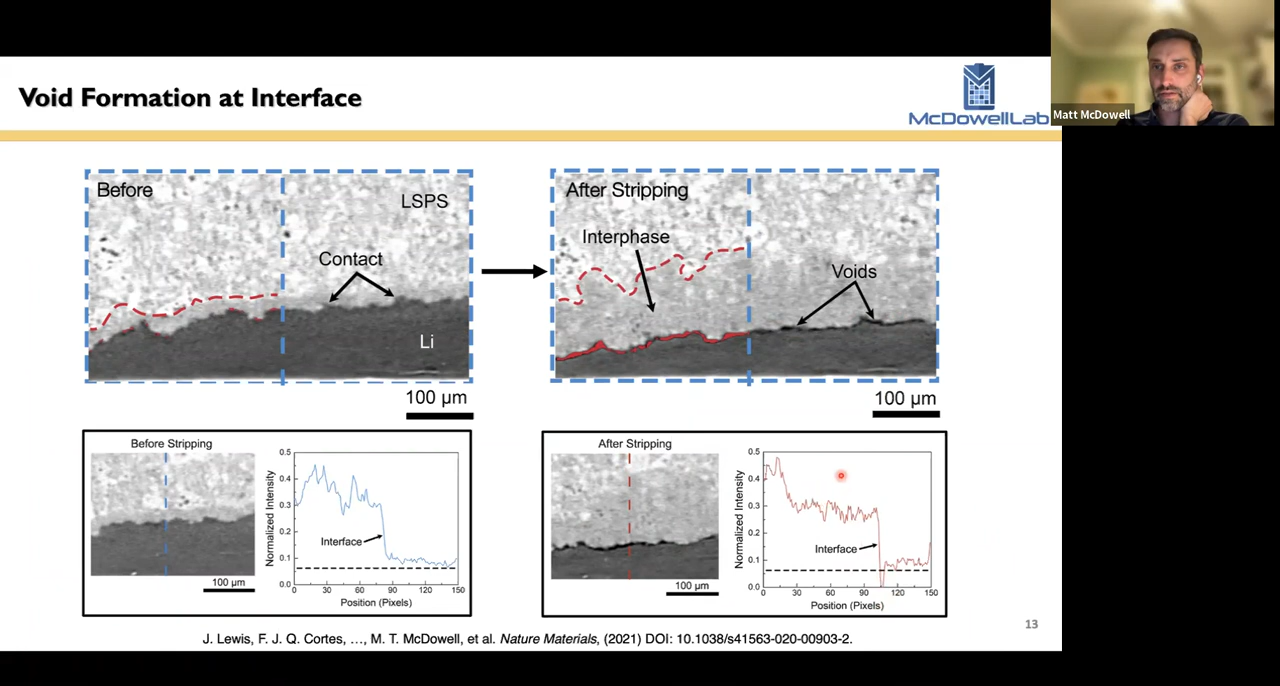 Void Formation at Interface
McDowellLab
Matt McDowell
Before
LSPS
Contact
Li
100 μm
After Stripping
Interphase
Voids
100 μm
Before Stripping
100 μm
Normalized Intensity
0.5
0.4
0.3
0.2
0.1
0.0
Interface
0 30 60 90 120 150
Position (Pixels)
After Stripping
100 μm
Normalized Intensity
0.5
0.4
0.3
0.2
0.1
0.0
Interface
0 30 60 90 120 150
Position (Pixels)
13
J. Lewis, F. J. Q. Cortes, …, M. T. McDowell, et al. Nature Materials, (2021) DOI: 10.1038/s41563-020-00903-2.